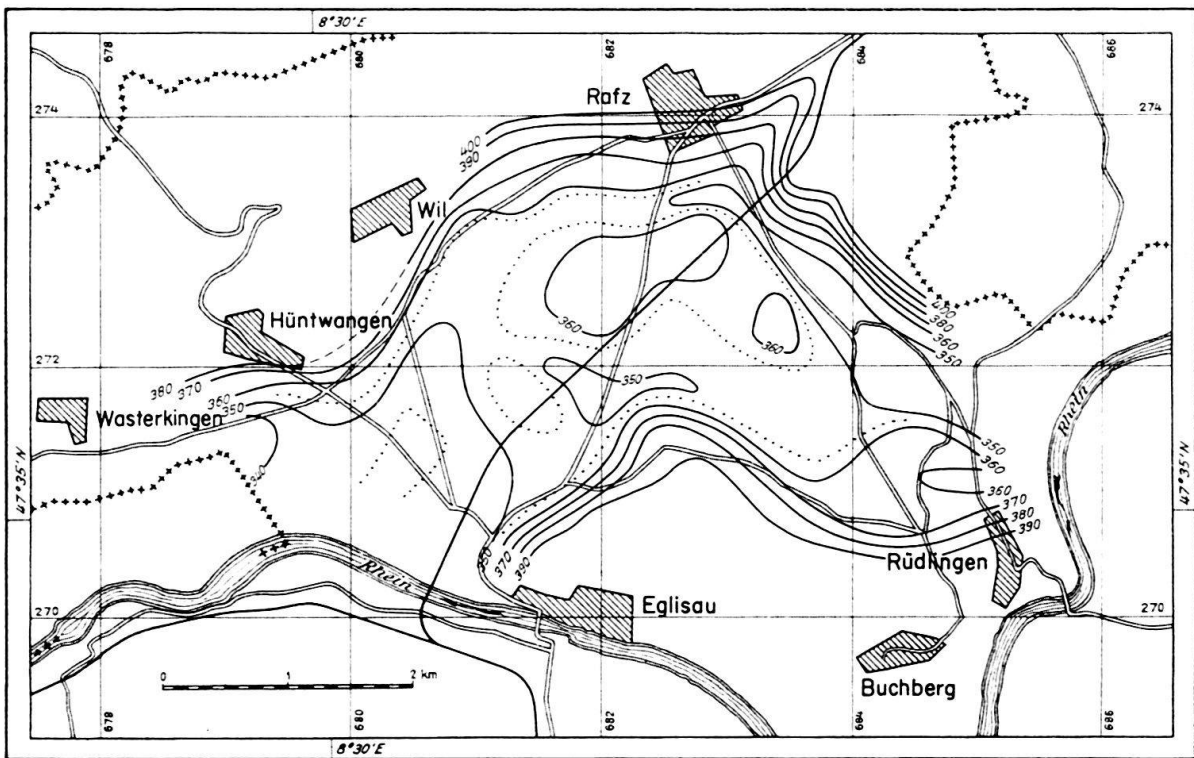 8°30'E
678
680
682
684
686
274
274
Rafz
400
390
Wil
Hüntwangen
360
360
400
380
360
350
272
272
380
370
360
350
350
Wasterkingen
Rhein
350
360
360
370
380
390
47°35'N
47°35'N
350
370
390
Rhein
Rüdlingen
Eglisau
270
270
Buchberg
0
1
2 km
678
680
682
684
686
8°30'E